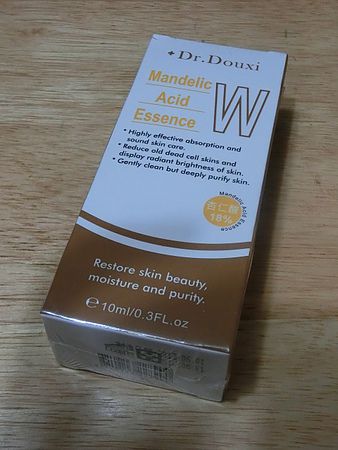 +Dr.Douxi
Mandelic
Acid
Essence
W
• Highly effective absorption and
sound skin care.
• Reduce old dead cell skins and
display radiant brightness of skin.
• Gently clean but deeply purify skin.
Mandelic Acid Essence
杏仁酸
18%
Restore skin beauty,
moisture and purity.
℮10ml/0.3FL.oz